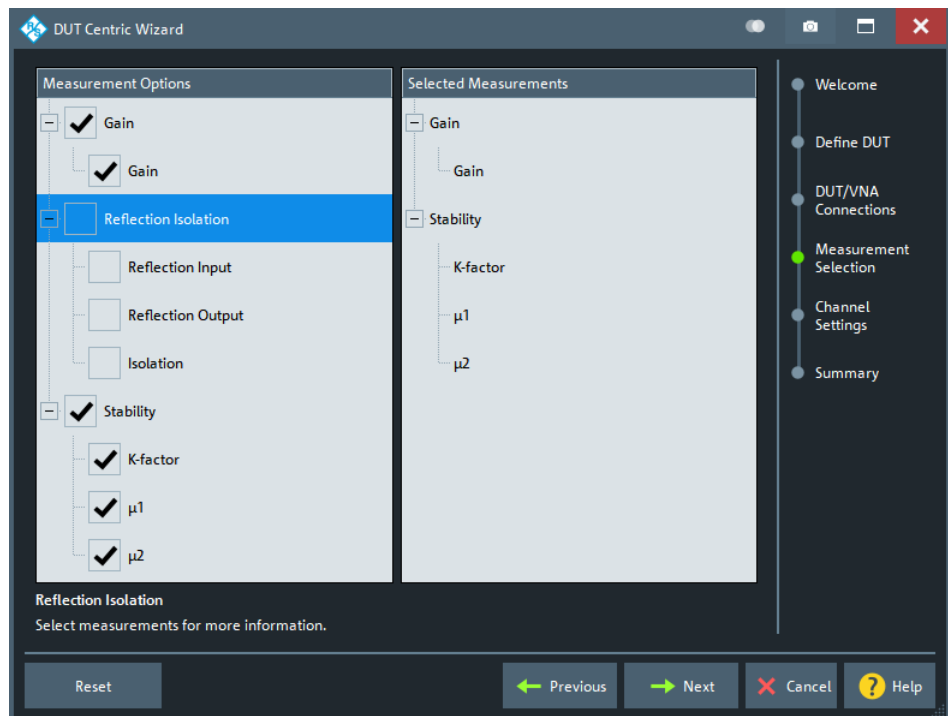 DUT Centric Wizard
Measurement Options
Gain
Gain
Reflection Isolation
Reflection Input
Reflection Output
Isolation
Stability
K-factor
µ1
µ2
Selected Measurements
Gain
Gain
Stability
K-factor
µ1
µ2
Welcome
Define DUT
DUT/VNA
Connections
Measurement
Selection
Channel
Settings
Summary
Reflection Isolation
Select measurements for more information.
Reset
Previous
Next
Cancel
? Help